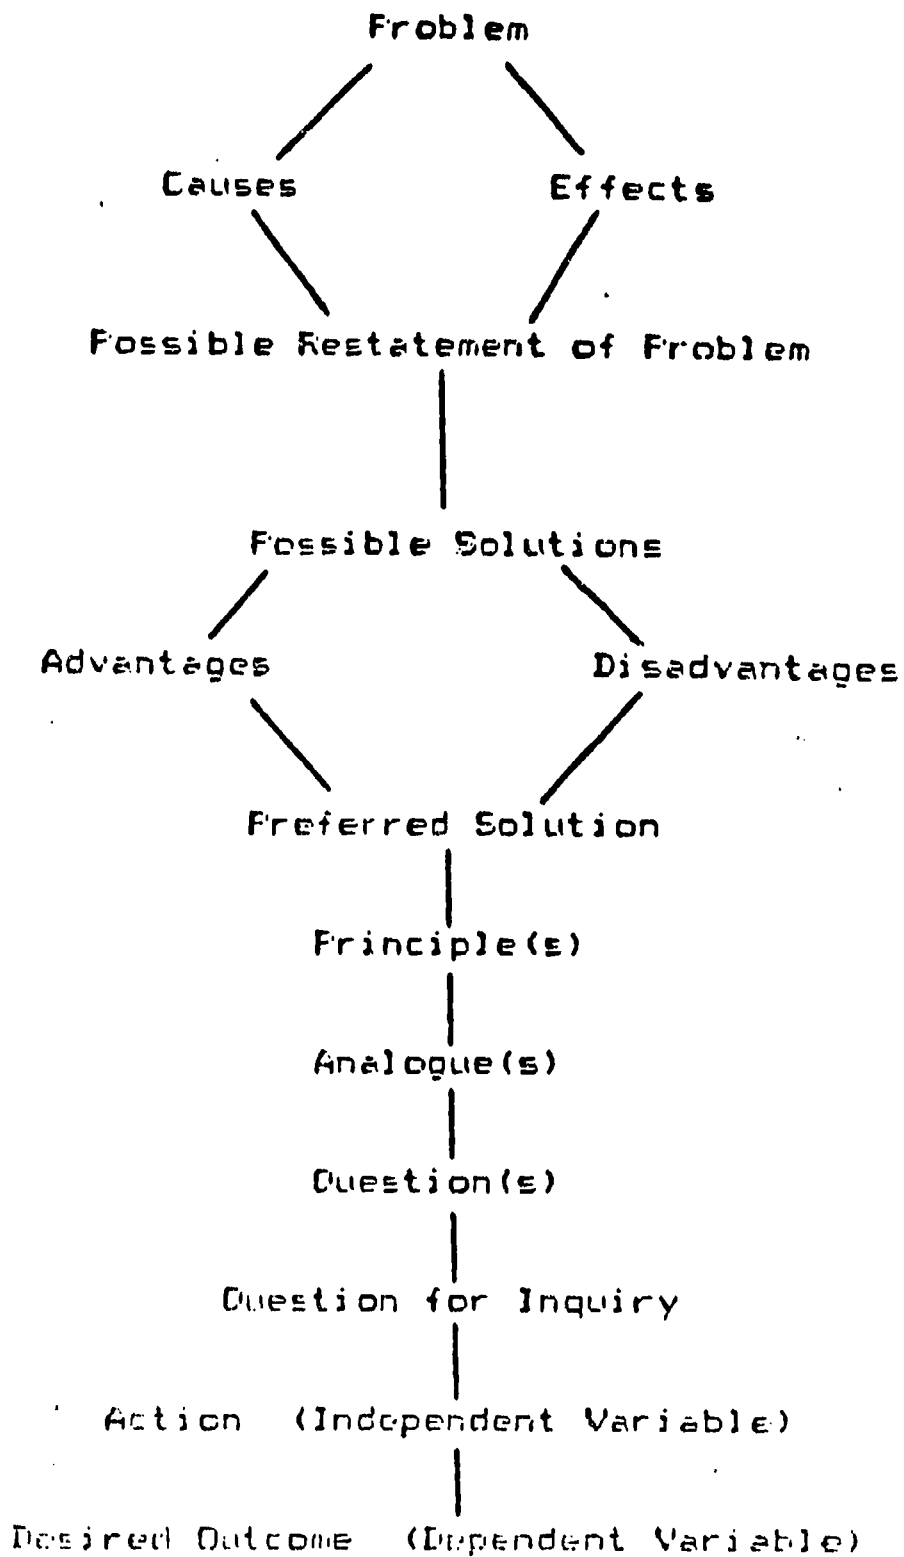 Problem
Causes Effects
Possible Restatement of Problem
Possible Solutions
Advantages Disadvantages
Preferred Solution
Principle(s)
Analogue(s)
Question(s)
Question for Inquiry
Action (Independent Variable)
Desired Outcome (Dependent Variable)